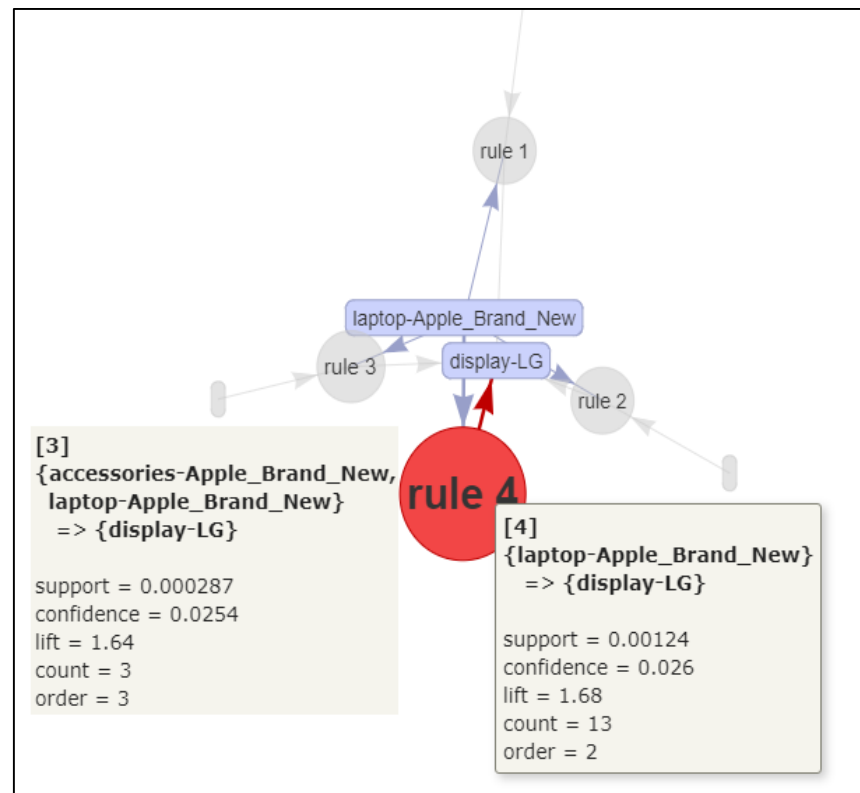 rule 1
laptop-Apple_Brand_New
display-LG
rule 3
rule 2
rule 4
[3]
{accessories-Apple_Brand_New,
laptop-Apple_Brand_New}
=> {display-LG}
support = 0.000287
confidence = 0.0254
lift = 1.64
count = 3
order = 3
[4]
{laptop-Apple_Brand_New}
=> {display-LG}
support = 0.00124
confidence = 0.026
lift = 1.68
count = 13
order = 2